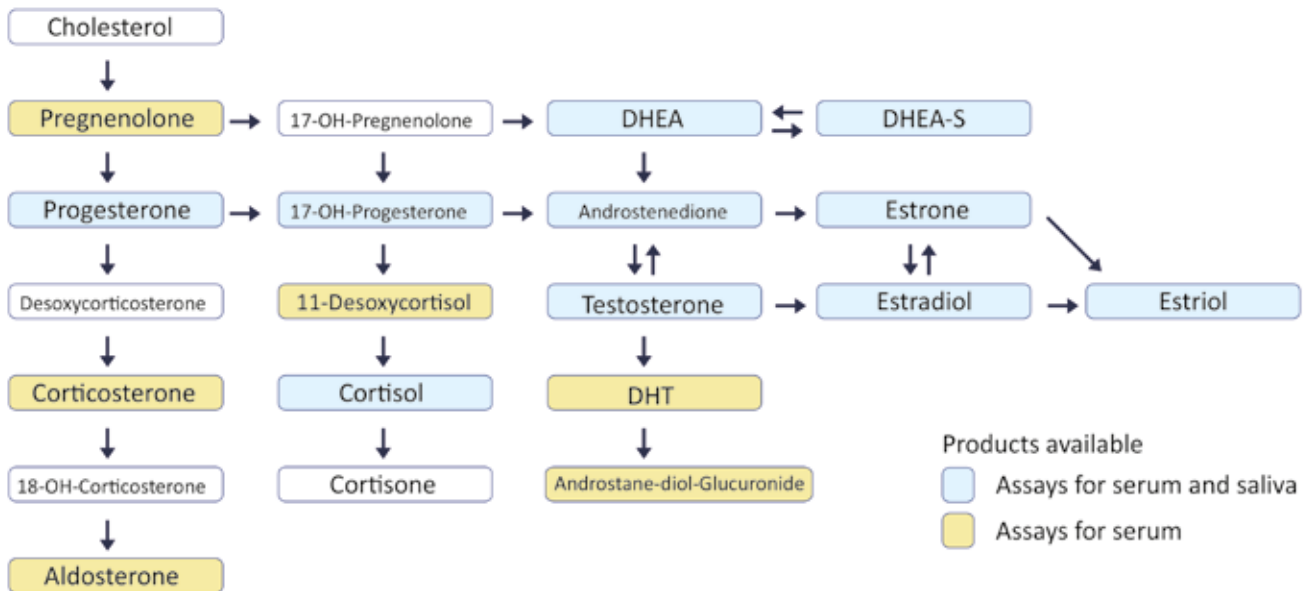 Cholesterol
Pregnenolone
17-OH-Pregnenolone
DHEA
DHEA-S
Progesterone
17-OH-Progesterone
Androstenedione
Estrone
Desoxycorticosterone
11-Desoxycortisol
Testosterone
Estradiol
Estriol
Corticosterone
Cortisol
DHT
18-OH-Corticosterone
Cortisone
Androstane-diol-Glucuronide
Aldosterone
Products available
Assays for serum and saliva
Assays for serum